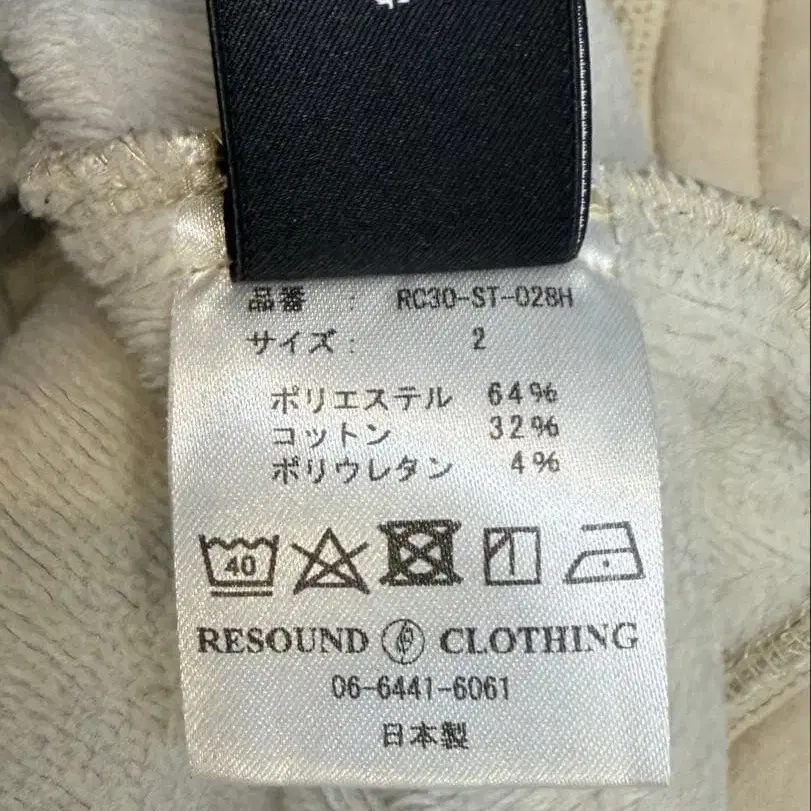 品番 : RC30-ST-028H
サイズ : 2
ポリエステル 64%
コットン 32%
ポリウレタン 4%
40
RESOUND CLOTHING
06-6441-6061
日本製